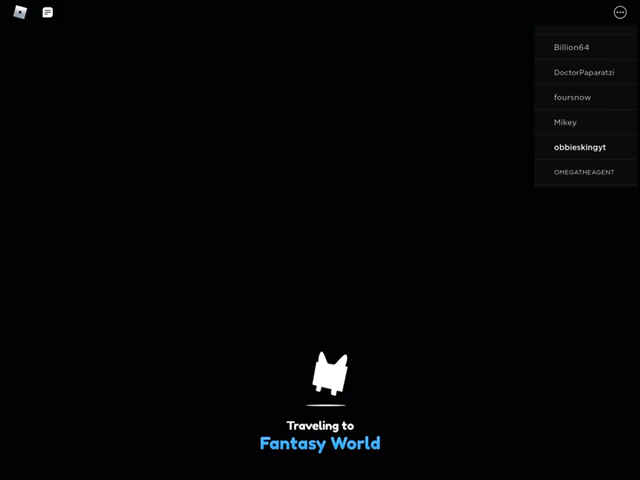 Billion64
DoctorPaparatzi
foursnow
Mikey
obbieskingyt
OMEGATHEAGENT
Traveling to
Fantasy World